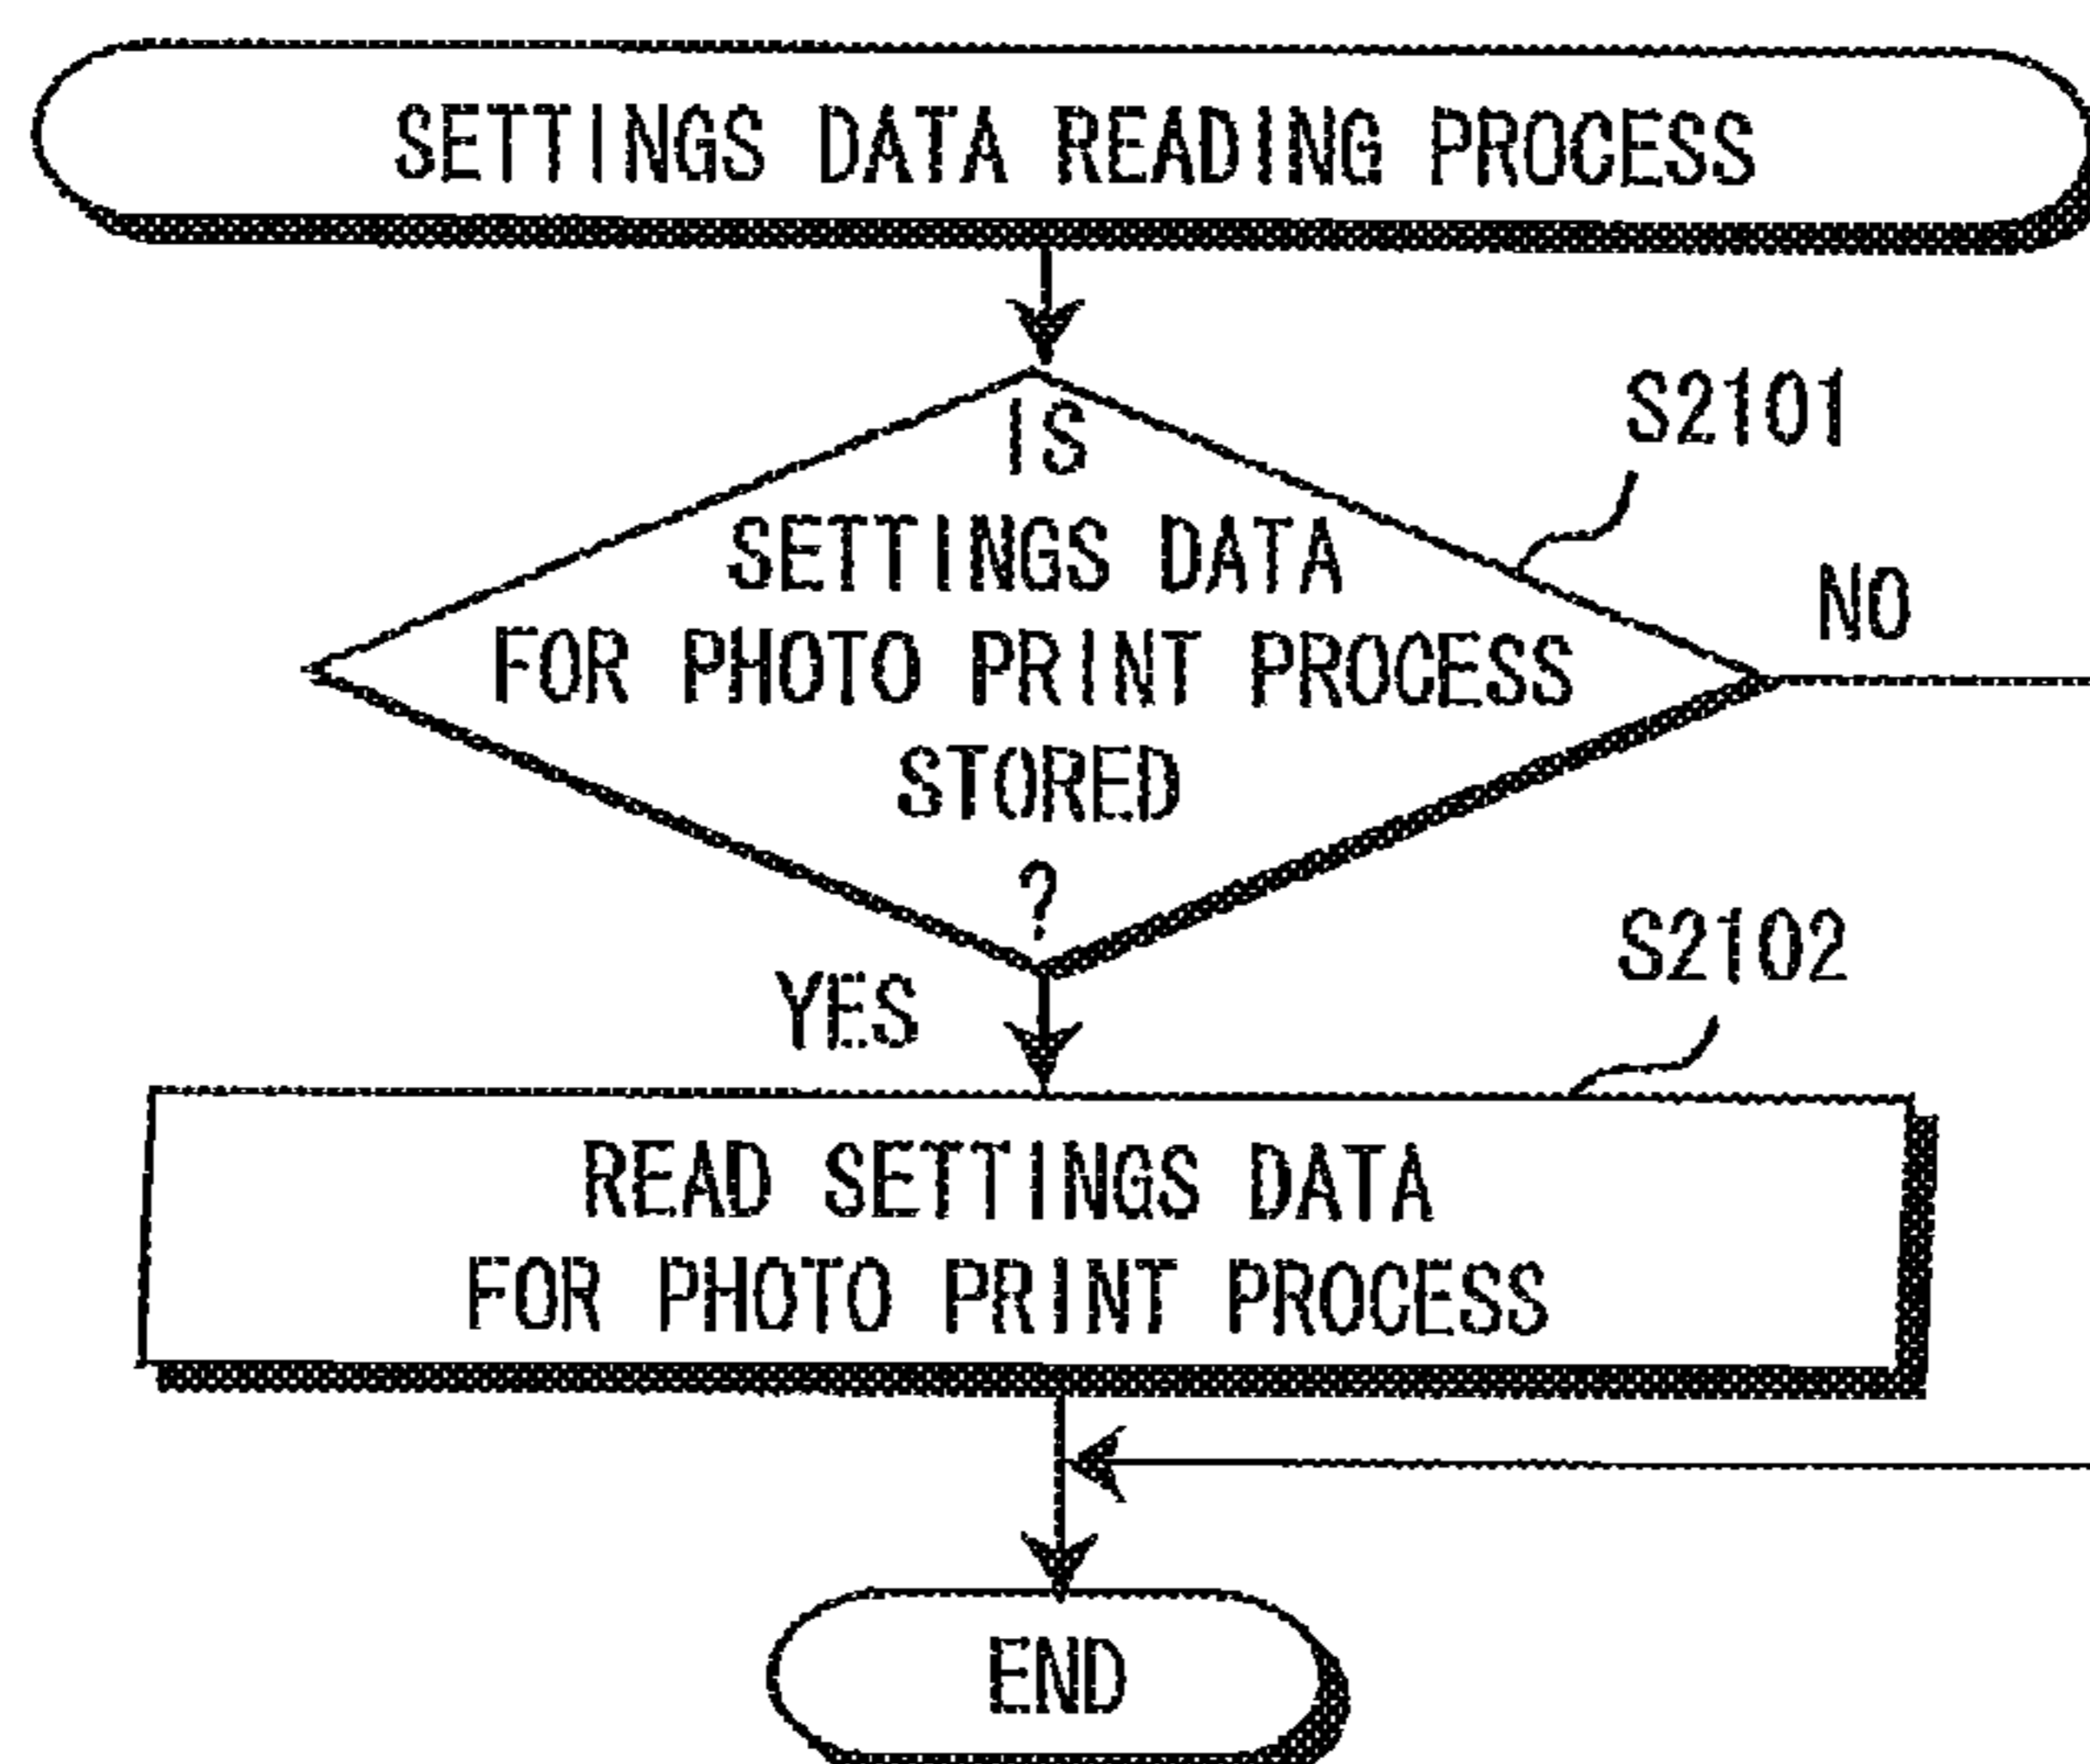 SETTINGS DATA READING PROCESS
S2101
IS
SETTINGS DATA
FOR PHOTO PRINT PROCESS
STORED
?
NO
YES
S2102
READ SETTINGS DATA
FOR PHOTO PRINT PROCESS
END